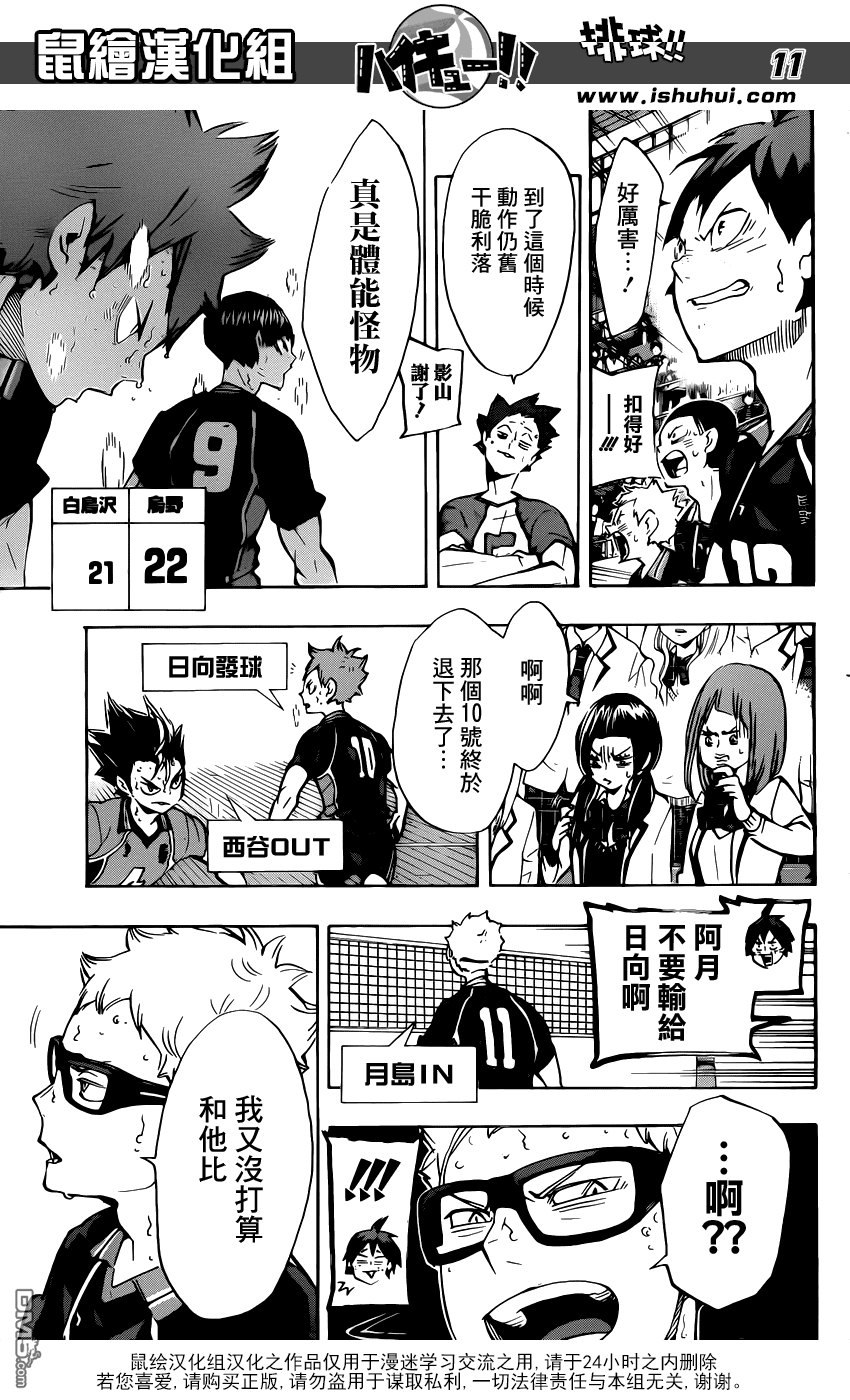 鼠繪漢化組
ハイキュー!!
排球!!
11
www.ishuhui.com
好厲害…!
扣得好
——!!!
12
到了這個時候
動作仍舊
干脆利落
影山
謝了!
真是體能怪物
9
白鳥沢
烏野
21
22
啊啊
那個10號終於
退下去了…
日向發球
10
西谷OUT
阿月
不要輸給
日向啊
11
月島IN
…啊??
!!!
我又沒打算
和他比
鼠绘汉化组汉化之作品仅用于漫迷学习交流之用, 请于24小时之内删除
若您喜爱, 请购买正版, 请勿盗用于谋取私利, 一切法律责任与本组无关, 谢谢。